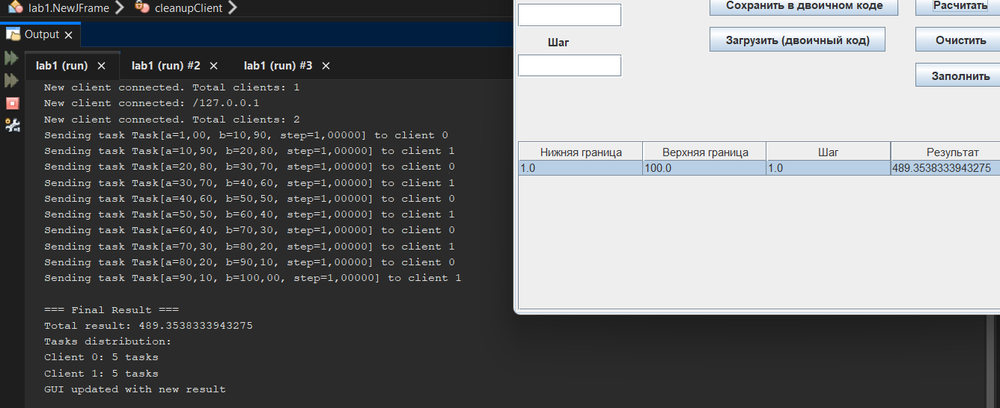 lab1.NewJFrame
cleanupClient
Output
lab1 (run)
lab1 (run) #2
lab1 (run) #3
New client connected. Total clients: 1
New client connected: /127.0.0.1
New client connected. Total clients: 2
Sending task Task[a=1,00, b=10,90, step=1,00000] to client 0
Sending task Task[a=10,90, b=20,80, step=1,00000] to client 1
Sending task Task[a=20,80, b=30,70, step=1,00000] to client 0
Sending task Task[a=30,70, b=40,60, step=1,00000] to client 1
Sending task Task[a=40,60, b=50,50, step=1,00000] to client 0
Sending task Task[a=50,50, b=60,40, step=1,00000] to client 1
Sending task Task[a=60,40, b=70,30, step=1,00000] to client 0
Sending task Task[a=70,30, b=80,20, step=1,00000] to client 1
Sending task Task[a=80,20, b=90,10, step=1,00000] to client 0
Sending task Task[a=90,10, b=100,00, step=1,00000] to client 1
=== Final Result ===
Total result: 489.3538333943275
Tasks distribution:
Client 0: 5 tasks
Client 1: 5 tasks
GUI updated with new result
Сохранить в двоичном коде
Расчитать
Шаг
Загрузить (двоичный код)
Очистить
Заполнить
Нижняя граница Верхняя граница Шаг Результат
1.0 100.0 1.0 489.3538333943275